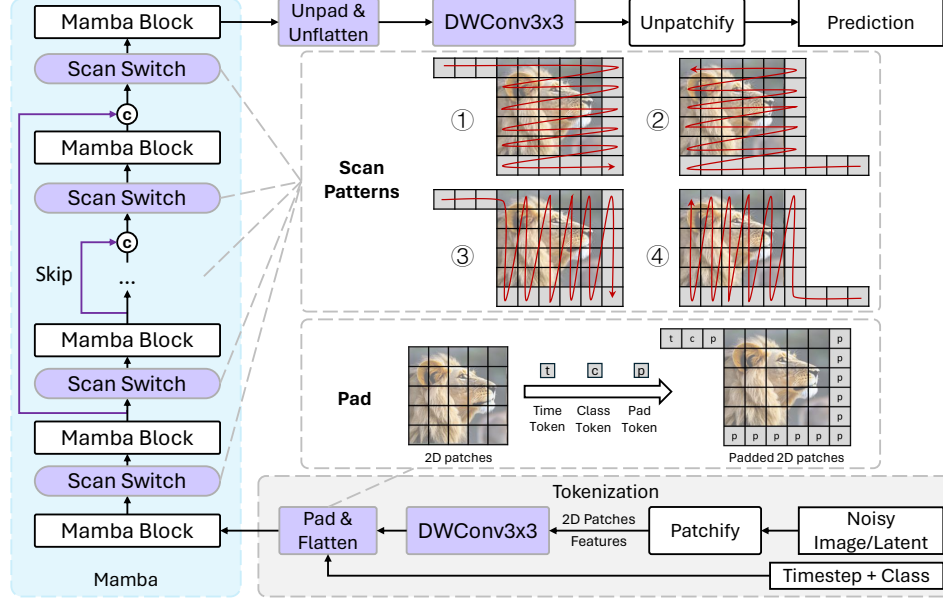 Mamba Block
Unpad &
Unflatten
DWConv3x3
Unpatchify
Prediction
Scan Switch
c
Mamba Block
Scan Switch
c
Skip
...
Mamba Block
Scan Switch
Mamba Block
Scan Switch
Mamba Block
Mamba
Scan
Patterns
①
②
③
④
Pad
2D patches
t
c
p
Time
Token
Class
Token
Pad
Token
t c p
p
p
p
p
p
p p p p p p
Padded 2D patches
Tokenization
Pad &
Flatten
DWConv3x3
2D Patches
Features
Patchify
Noisy
Image/Latent
Timestep + Class